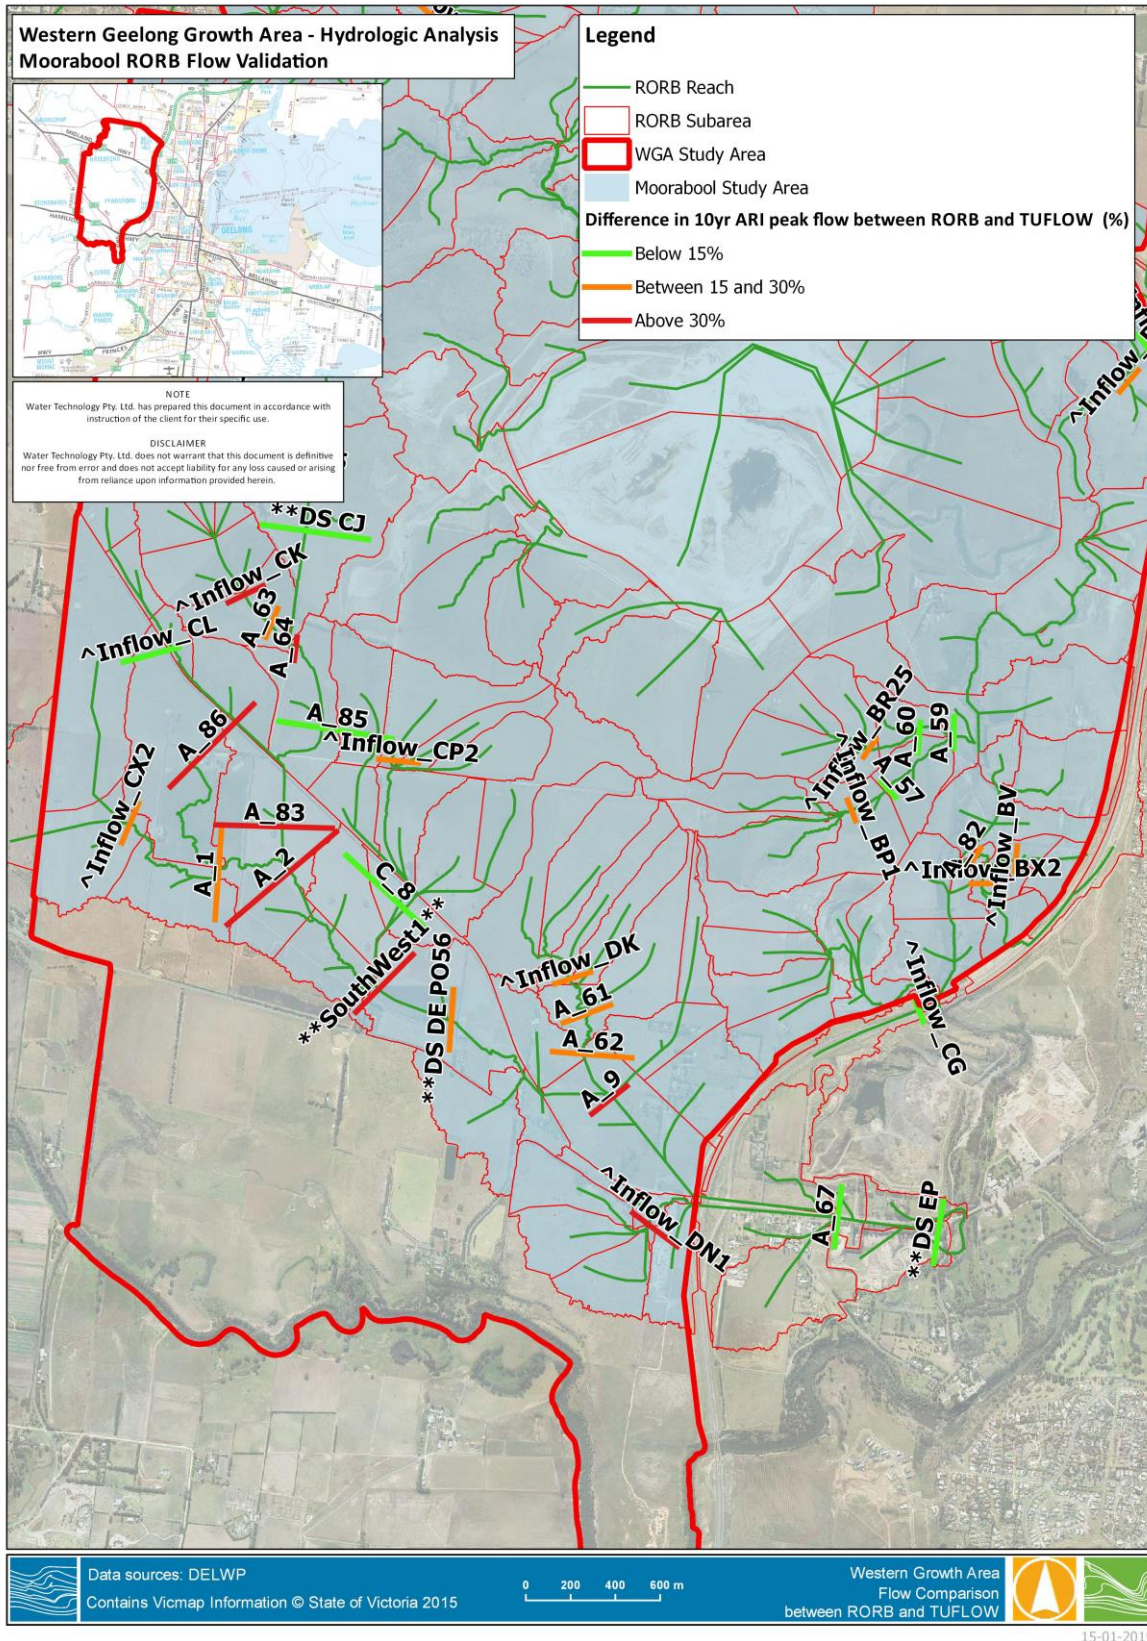 Western Geelong Growth Area - Hydrologic Analysis
Moorabool RORB Flow Validation
Legend
RORB Reach
RORB Subarea
WGA Study Area
Moorabool Study Area
Difference in 10yr ARI peak flow between RORB and TUFLOW (%)
Below 15%
Between 15 and 30%
Above 30%
GEELONG
NOTE
Water Technology Pty. Ltd. has prepared this document in accordance with
instruction of the client for their specific use.
DISCLAIMER
Water Technology Pty. Ltd. does not warrant that this document is definitive
nor free from error and does not accept liability for any loss caused or arising
from reliance upon information provided herein.
**DS CJ
^Inflow_CK
A_63
A_64
^Inflow_CL
A_86
A_85
^Inflow_CP2
^Inflow_CX2
A_83
A_1
A_2
C_8
**SouthWest1**
**DS DE PO56
^Inflow_DK
A_61
A_62
A_9
^Inflow_DN1
^Inflow_BR25
A_60
A_59
A_57
^Inflow_BP1
A_82
^Inflow_BV
^Inflow_BX2
^Inflow_CG
A_67
**DS EP
^Inflow
Data sources: DELWP
Contains Vicmap Information © State of Victoria 2015
0 200 400 600 m
Western Growth Area
Flow Comparison
between RORB and TUFLOW